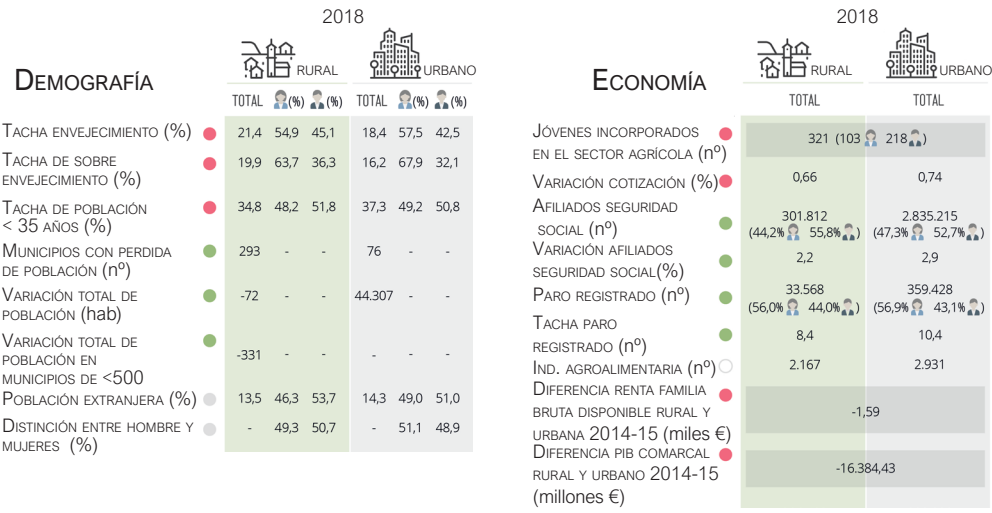 2018
RURAL URBANO
DEMOGRAFÍA
TOTAL (%) (%) TOTAL (%) (%)
TACHA ENVEJECIMIENTO (%) 21,4 54,9 45,1 18,4 57,5 42,5
TACHA DE SOBRE
ENVEJECIMIENTO (%) 19,9 63,7 36,3 16,2 67,9 32,1
TACHA DE POBLACIÓN
< 35 AÑOS (%) 34,8 48,2 51,8 37,3 49,2 50,8
MUNICIPIOS CON PERDIDA
DE POBLACIÓN (nº) 293 - - 76 - -
VARIACIÓN TOTAL DE
POBLACIÓN (hab) -72 - - 44.307 - -
VARIACIÓN TOTAL DE
POBLACIÓN EN
MUNICIPIOS DE <500 -331 - - - - -
POBLACIÓN EXTRANJERA (%) 13,5 46,3 53,7 14,3 49,0 51,0
DISTINCIÓN ENTRE HOMBRE Y
MUJERES (%) - 49,3 50,7 - 51,1 48,9
2018
RURAL URBANO
ECONOMÍA
TOTAL TOTAL
JÓVENES INCORPORADOS
EN EL SECTOR AGRÍCOLA (nº) 321 (103 218)
VARIACIÓN COTIZACIÓN (%) 0,66 0,74
AFILIADOS SEGURIDAD
SOCIAL (nº) 301.812 2.835.215
(44,2% 55,8%) (47,3% 52,7%)
VARIACIÓN AFILIADOS
SEGURIDAD SOCIAL(%) 2,2 2,9
PARO REGISTRADO (nº) 33.568 359.428
(56,0% 44,0%) (56,9% 43,1%)
TACHA PARO
REGISTRADO (nº) 8,4 10,4
IND. AGROALIMENTARIA (nº) 2.167 2.931
DIFERENCIA RENTA FAMILIA
BRUTA DISPONIBLE RURAL Y
URBANA 2014-15 (miles €) -1,59
DIFERENCIA PIB COMARCAL
RURAL Y URBANO 2014-15
(millones €) -16.384,43